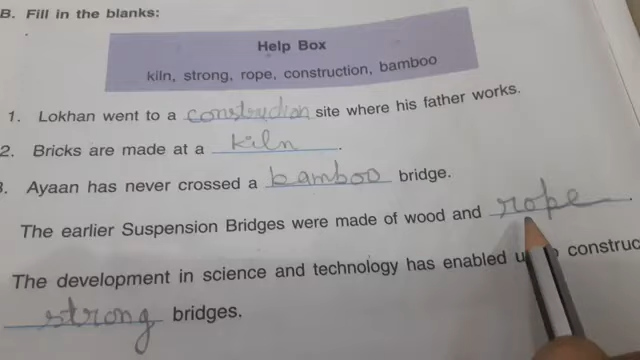 B. Fill in the blanks:
Help Box
kiln, strong, rope, construction, bamboo
1. Lokhan went to a construction site where his father works.
2. Bricks are made at a kiln.
3. Ayaan has never crossed a bamboo bridge.
The earlier Suspension Bridges were made of wood and rope.
The development in science and technology has enabled construc
strong bridges.